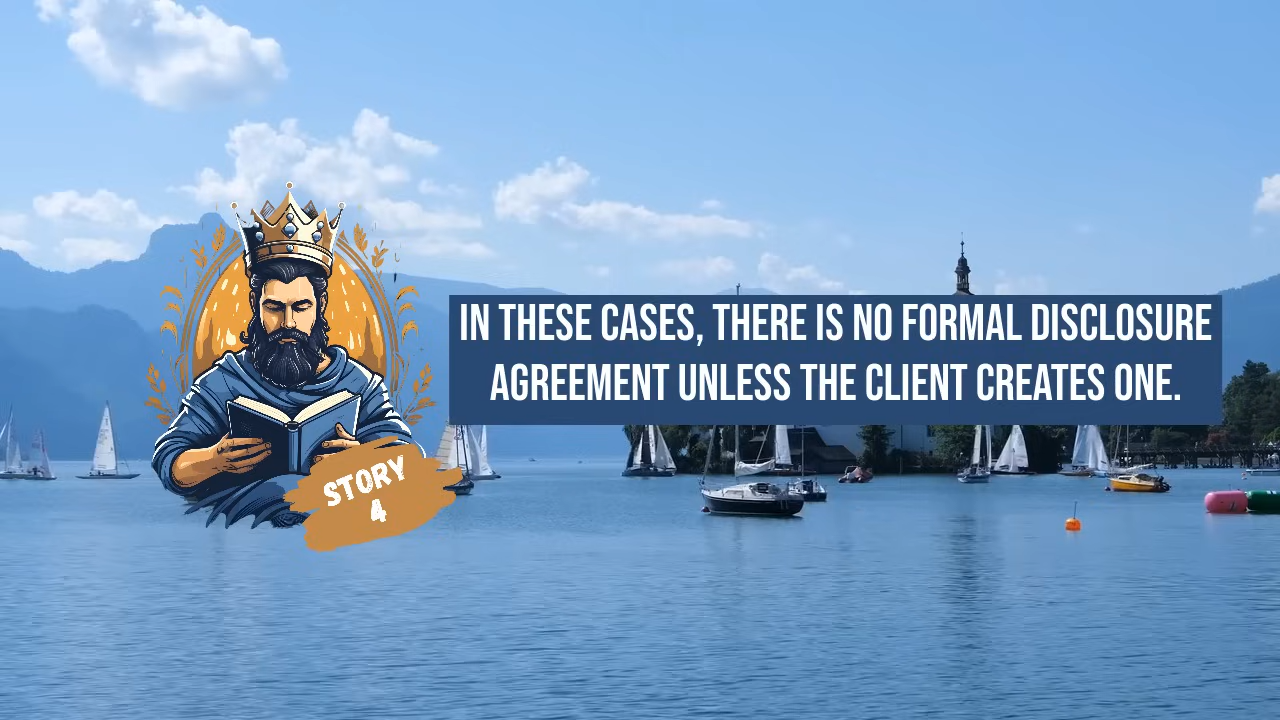 IN THESE CASES, THERE IS NO FORMAL DISCLOSURE
AGREEMENT UNLESS THE CLIENT CREATES ONE.
STORY
4